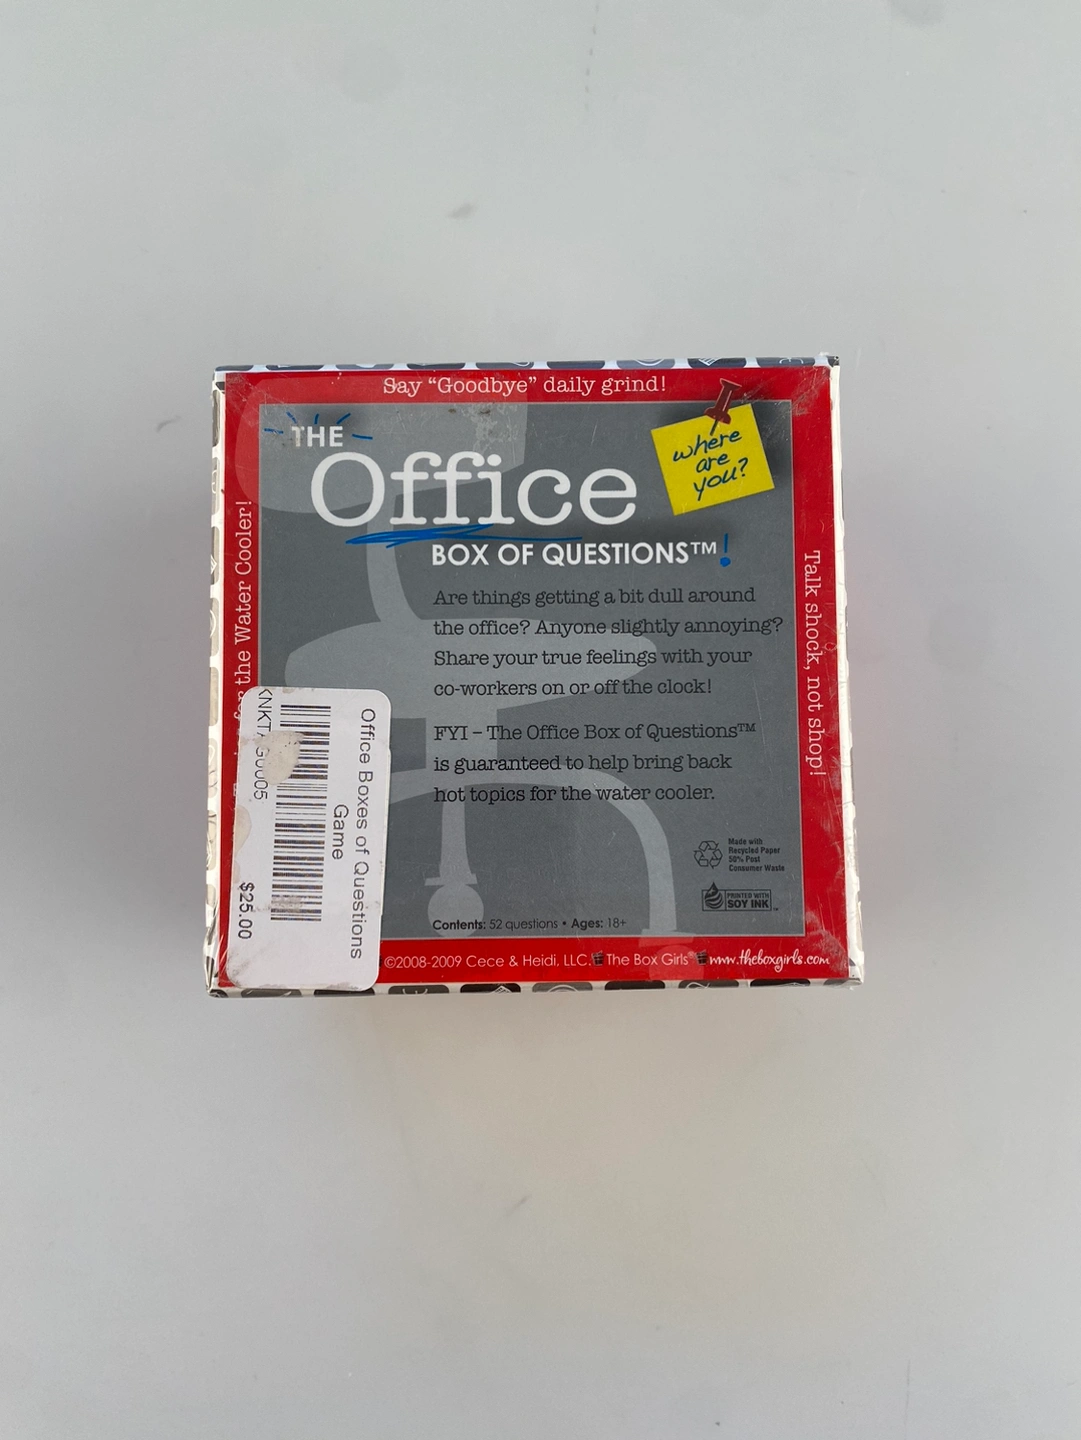 Say “Goodbye” daily grind!
THE
Office
BOX OF QUESTIONS™!
where
are
you?
Are things getting a bit dull around
the office? Anyone slightly annoying?
Share your true feelings with your
co-workers on or off the clock!
FYI – The Office Box of Questions™
is guaranteed to help bring back
hot topics for the water cooler.
Made with
Recycled Paper
50% Post
Consumer Waste
PRINTED WITH
SOY INK™
Contents: 52 questions • Ages: 18+
©2008-2009 Cece & Heidi, LLC. The Box Girls® www.theboxgirls.com
the Water Cooler!
Talk shock, not shop!
Office Boxes of Questions
Game
$25.00